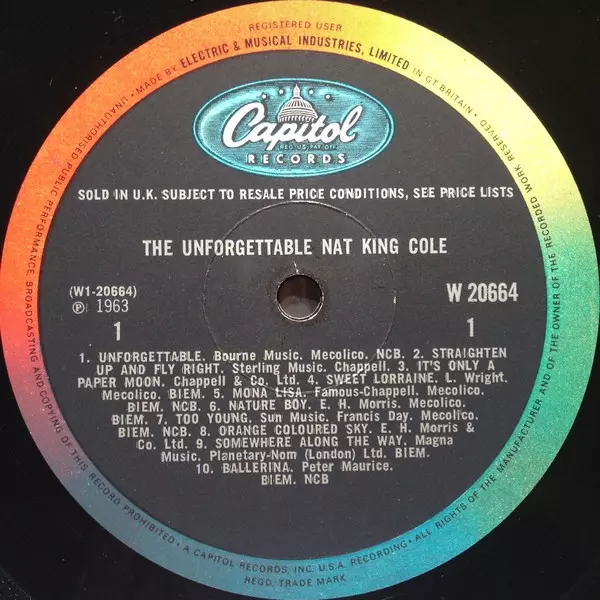 REGISTERED USER
• MADE BY ELECTRIC & MUSICAL INDUSTRIES, LIMITED IN GT BRITAIN •
Capitol
REG. U.S. PAT. OFF.
RECORDS
SOLD IN U.K. SUBJECT TO RESALE PRICE CONDITIONS, SEE PRICE LISTS
THE UNFORGETTABLE NAT KING COLE
(W1-20664)
W 20664
Ⓟ 1963
1
1
1. UNFORGETTABLE. Bourne Music. Mecolico. NCB. 2. STRAIGHTEN
UP AND FLY RIGHT. Sterling Music. Chappell. 3. IT'S ONLY A
PAPER MOON. Chappell & Co. Ltd. 4. SWEET LORRAINE. L. Wright.
Mecolico. BIEM. 5. MONA LISA. Famous-Chappell. Mecolico.
BIEM. NCB. 6. NATURE BOY. E. H. Morris. Mecolico.
BIEM. 7. TOO YOUNG. Sun Music. Francis Day. Mecolico.
BIEM. NCB. 8. ORANGE COLOURED SKY. E. H. Morris &
Co. Ltd. 9. SOMEWHERE ALONG THE WAY. Magna
Music. Planetary-Nom (London) Ltd. BIEM.
10. BALLERINA. Peter Maurice.
BIEM. NCB
ALL RIGHTS OF THE MANUFACTURER AND OF THE OWNER OF THE RECORDED WORK RESERVED •
UNAUTHORISED PUBLIC PERFORMANCE, BROADCASTING AND COPYING OF THIS RECORD PROHIBITED •
A CAPITOL RECORDS, INC. U.S.A. RECORDING •
REGD. TRADE MARK